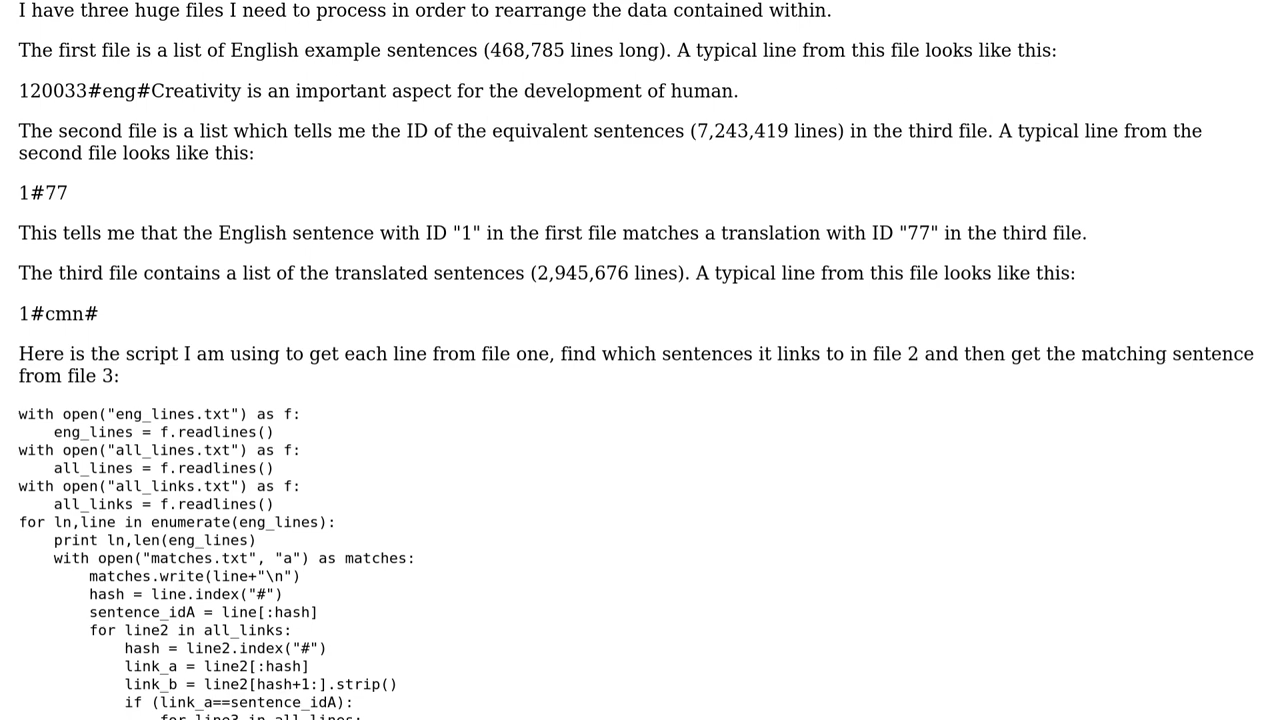 I have three huge files I need to process in order to rearrange the data contained within.
The first file is a list of English example sentences (468,785 lines long). A typical line from this file looks like this:
120033#eng#Creativity is an important aspect for the development of human.
The second file is a list which tells me the ID of the equivalent sentences (7,243,419 lines) in the third file. A typical line from the
second file looks like this:
1#77
This tells me that the English sentence with ID "1" in the first file matches a translation with ID "77" in the third file.
The third file contains a list of the translated sentences (2,945,676 lines). A typical line from this file looks like this:
1#cmn#
Here is the script I am using to get each line from file one, find which sentences it links to in file 2 and then get the matching sentence
from file 3:
with open("eng_lines.txt") as f:
    eng_lines = f.readlines()
with open("all_lines.txt") as f:
    all_lines = f.readlines()
with open("all_links.txt") as f:
    all_links = f.readlines()
for ln,line in enumerate(eng_lines):
    print ln,len(eng_lines)
    with open("matches.txt", "a") as matches:
        matches.write(line+"\n")
        hash = line.index("#")
        sentence_idA = line[:hash]
        for line2 in all_links:
            hash = line2.index("#")
            link_a = line2[:hash]
            link_b = line2[hash+1:].strip()
            if (link_a==sentence_idA):
                for line3 in all_lines: